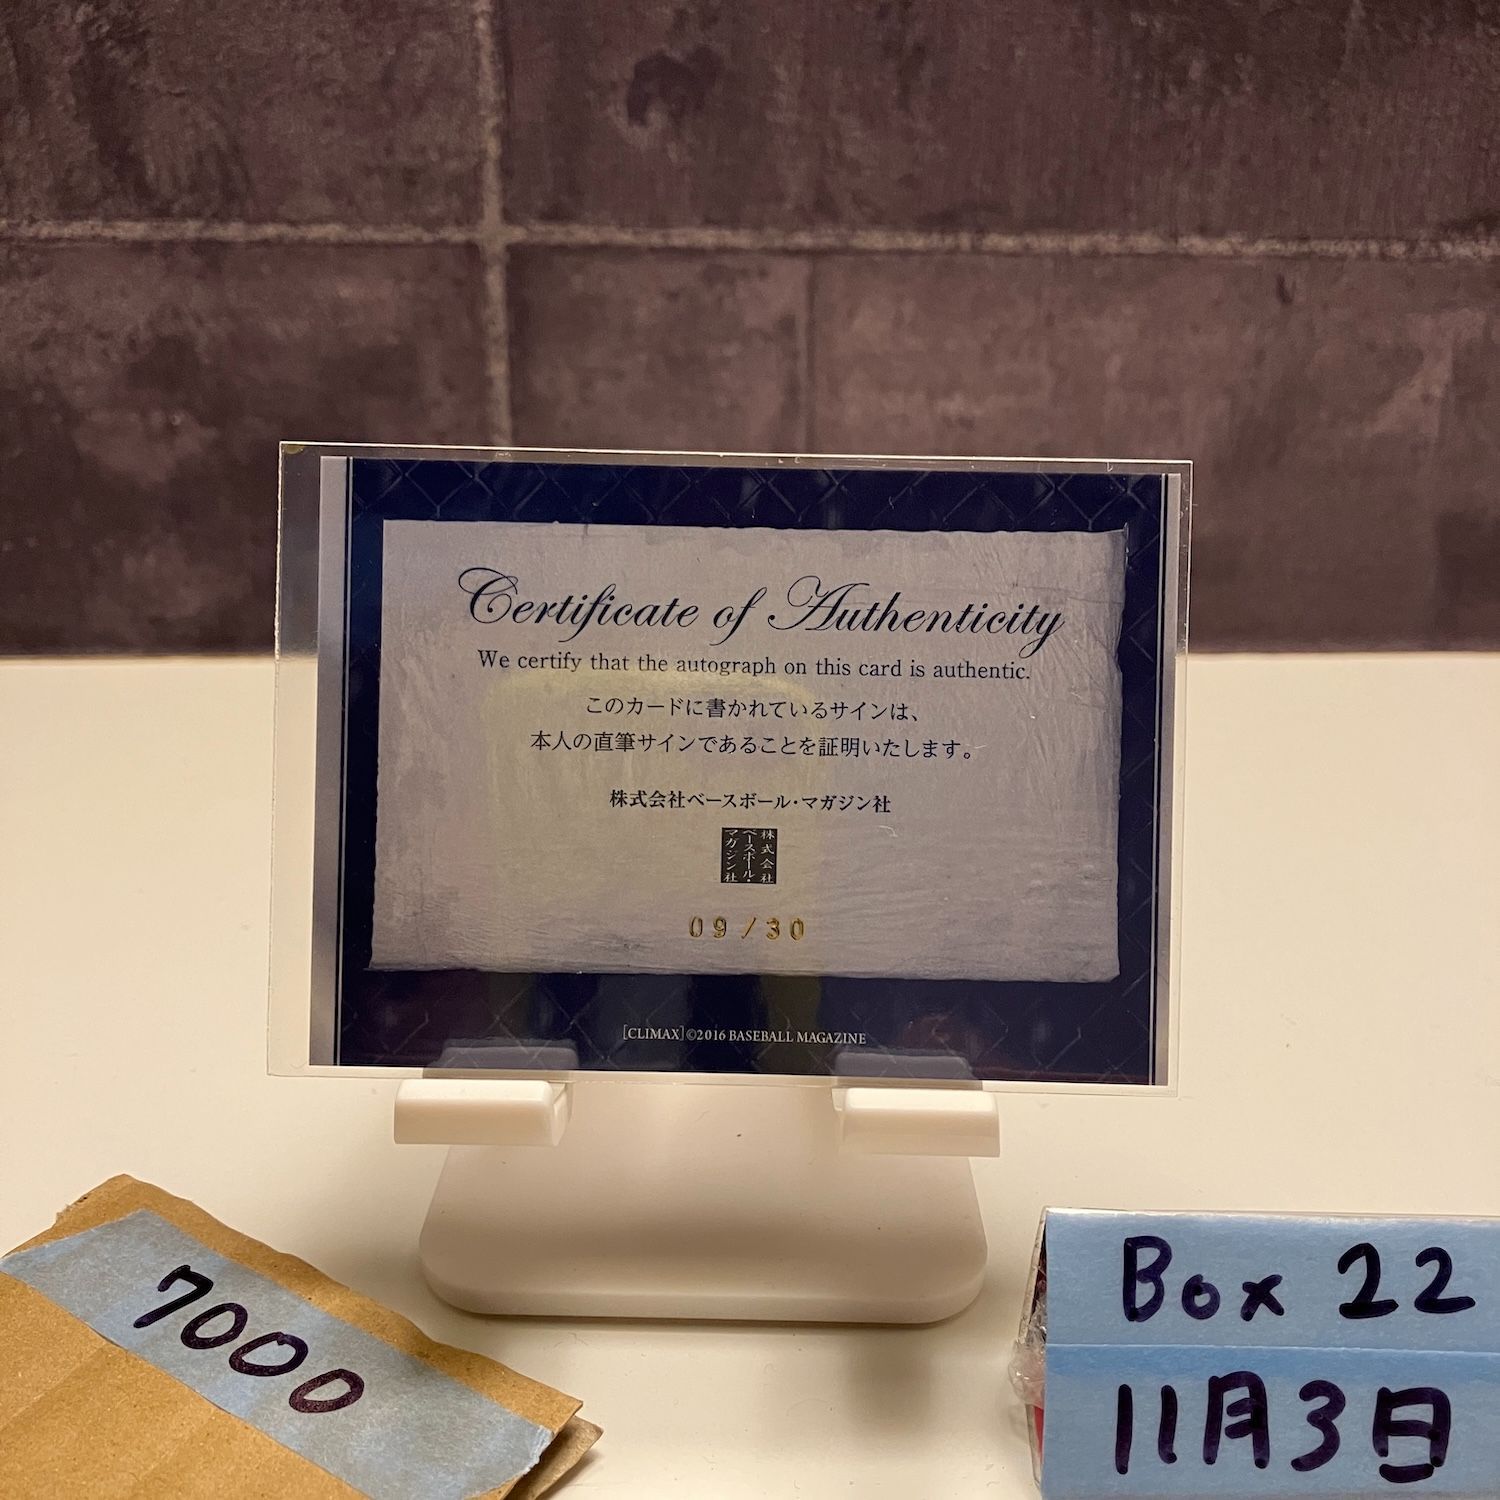 Certificate of Authenticity
We certify that the autograph on this card is authentic.
このカードに書かれているサインは、
本人の直筆サインであることを証明いたします。
株式会社ベースボール・マガジン社
株式会社
ベースボール・
マガジン社
09/30
[CLIMAX]©2016 BASEBALL MAGAZINE
7000
Box 22
11月3日